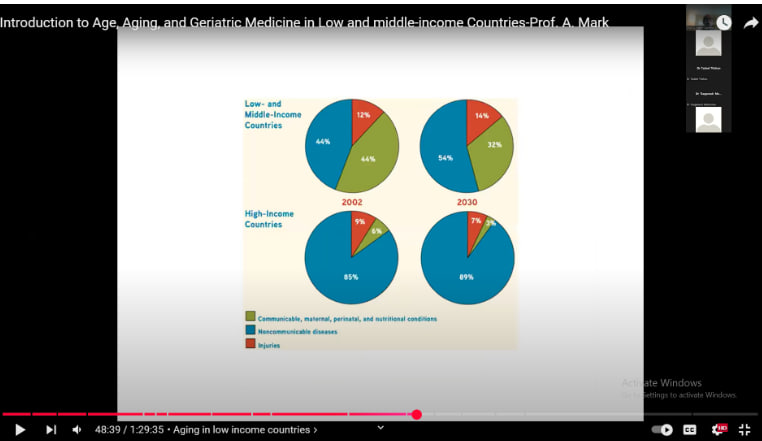 Introduction to Age, Aging, and Geriatric Medicine in Low and middle-income Countries-Prof. A. Mark
Low- and
Middle-Income
Countries
12%
44%
44%
14%
32%
54%
2002
2030
High-Income
Countries
9%
6%
85%
7%
3%
89%
Communicable, maternal, perinatal, and nutritional conditions
Noncommunicable diseases
Injuries
Activate Windows
Go to Settings to activate Windows.
48:39 / 1:29:35 • Aging in low income countries ›
CC
HD